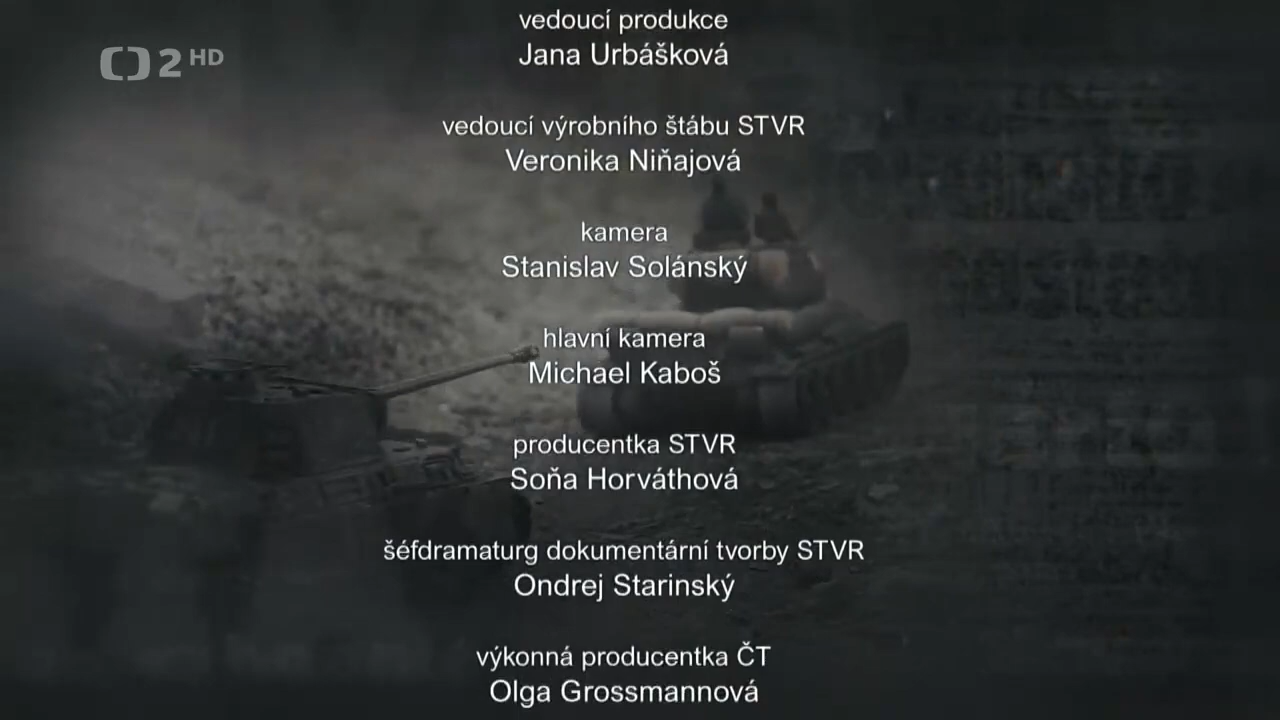 vedoucí produkce
Jana Urbášková
2 HD
vedoucí výrobního štábu STVR
Veronika Niňajová
kamera
Stanislav Solánský
hlavní kamera
Michael Kaboš
producentka STVR
Soňa Horváthová
šéfdramaturg dokumentární tvorby STVR
Ondrej Starinský
výkonná producentka ČT
Olga Grossmannová